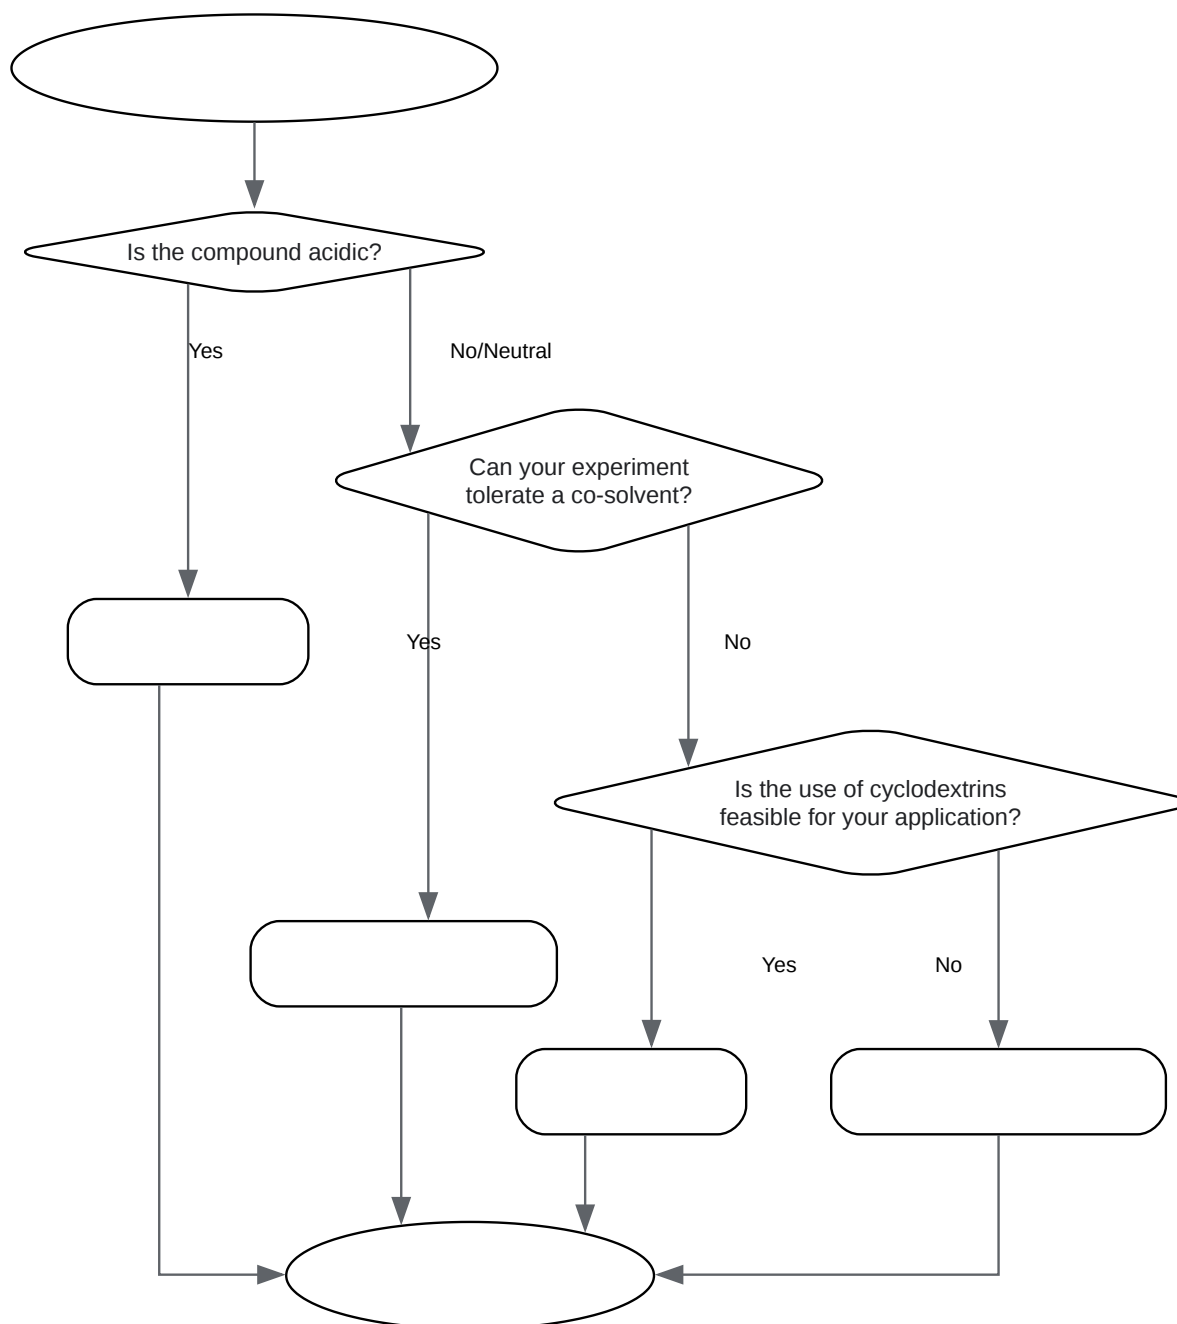 Is the compound acidic?
Yes
No/Neutral
Can your experiment
tolerate a co-solvent?
Yes
No
Is the use of cyclodextrins
feasible for your application?
Yes
No